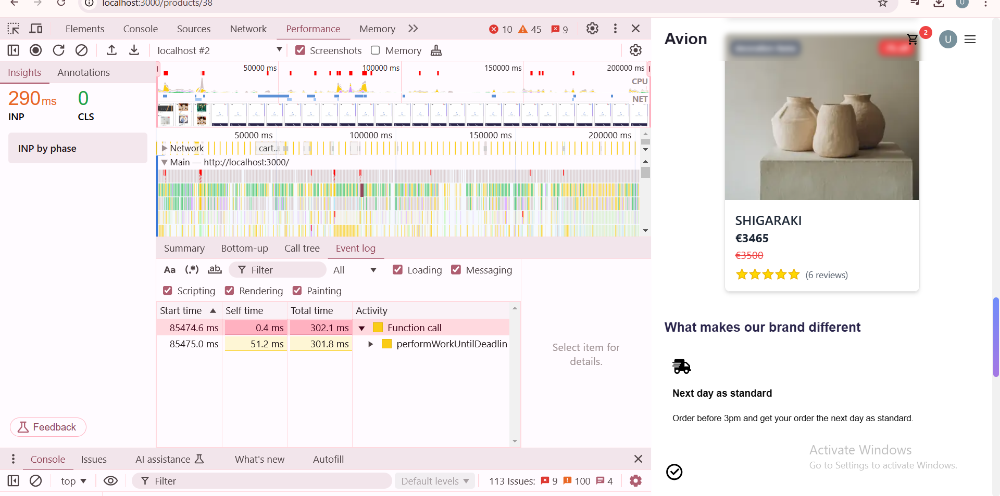 localhost:3000/products/38
Elements Console Sources Network Performance Memory 10 45 9
localhost #2 Screenshots Memory
Insights Annotations
290ms 0
INP CLS
INP by phase
Feedback
50000 ms 100000 ms 150000 ms 200000 ms
CPU
NET
50000 ms 100000 ms 150000 ms 200000 ms
Network cart...
Main — http://localhost:3000/
Summary Bottom-up Call tree Event log
Aa (.*) ab Filter All Loading Messaging
Scripting Rendering Painting
Start time Self time Total time Activity
85474.6 ms 0.4 ms 302.1 ms Function call
85475.0 ms 51.2 ms 301.8 ms performWorkUntilDeadlin
Select item for
details.
Console Issues AI assistance What's new Autofill
top Filter Default levels 113 Issues: 9 100 4
Avion 2 U
SHIGARAKI
€3465
€3500
(6 reviews)
What makes our brand different
Next day as standard
Order before 3pm and get your order the next day as standard.
Activate Windows
Go to Settings to activate Windows.